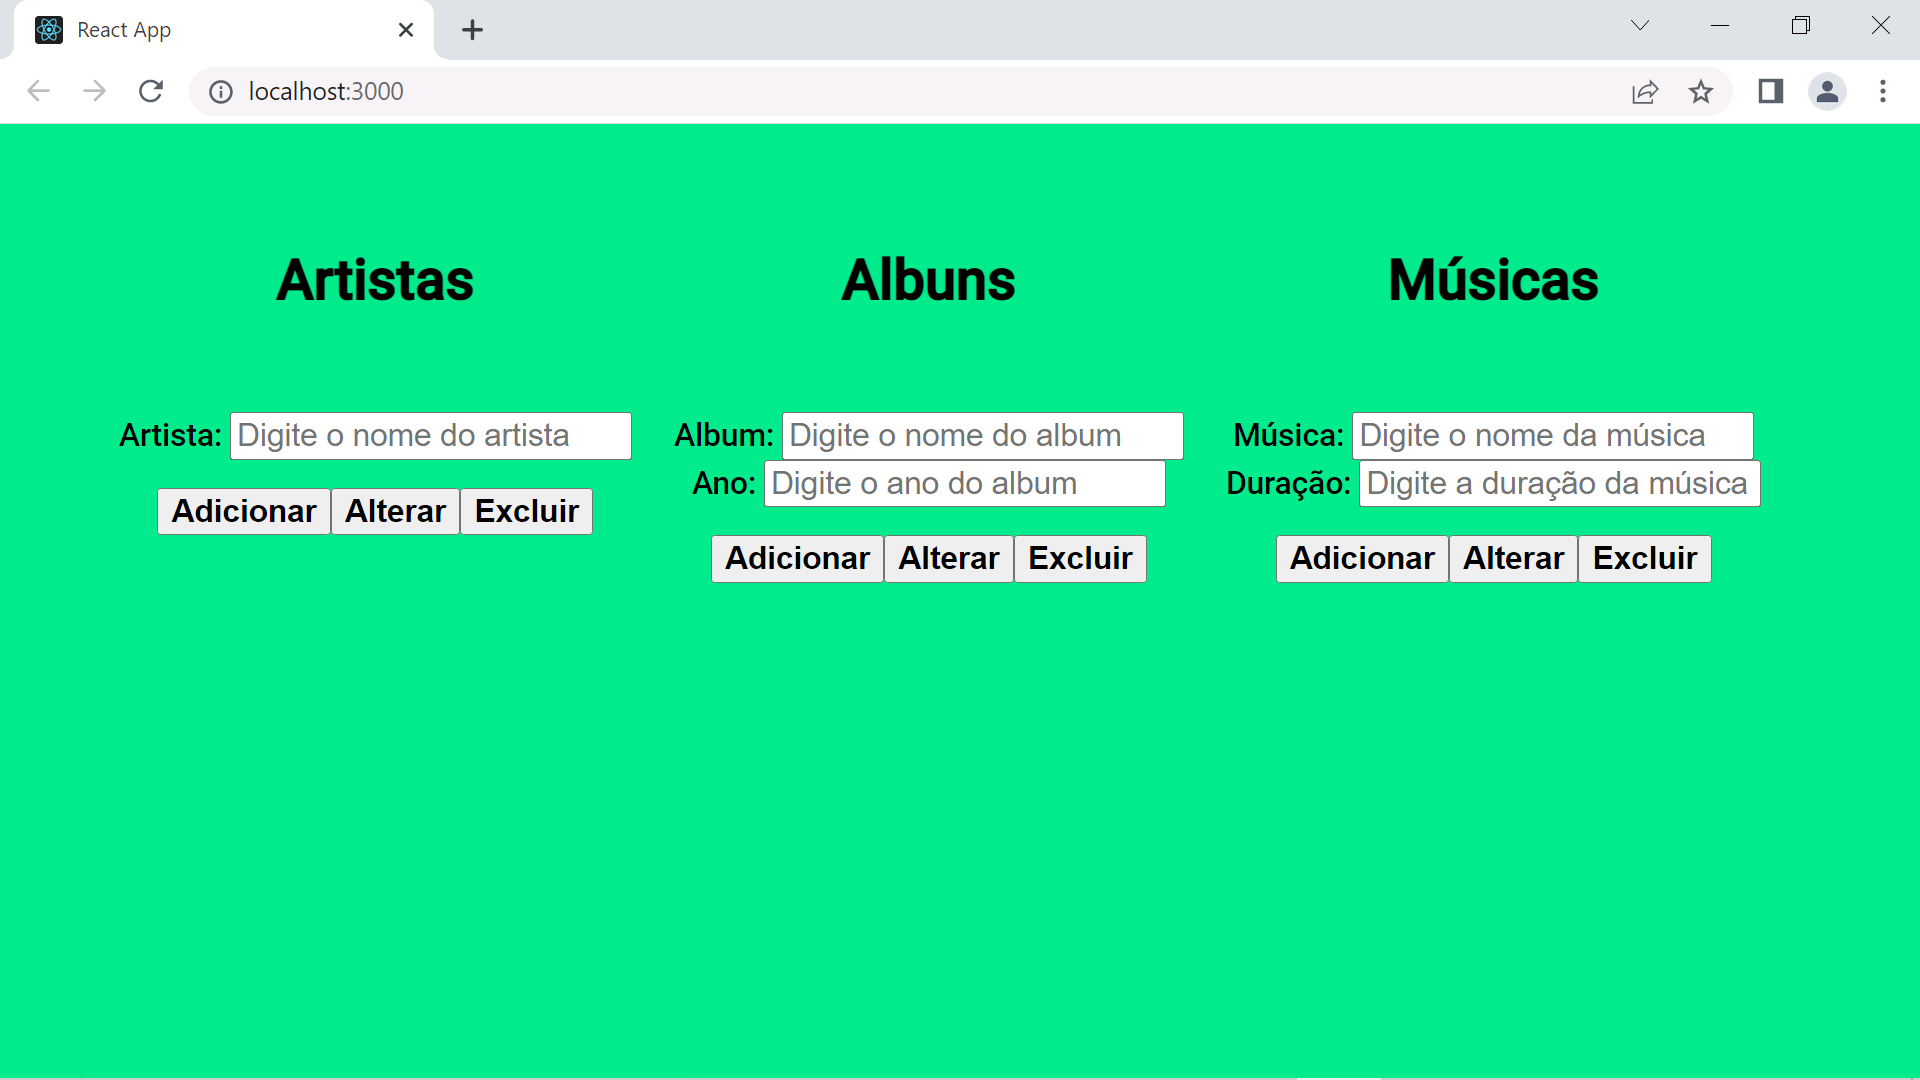 React App
localhost:3000
Artistas
Artista: Digite o nome do artista
Adicionar Alterar Excluir
Albuns
Album: Digite o nome do album
Ano: Digite o ano do album
Adicionar Alterar Excluir
Músicas
Música: Digite o nome da música
Duração: Digite a duração da música
Adicionar Alterar Excluir